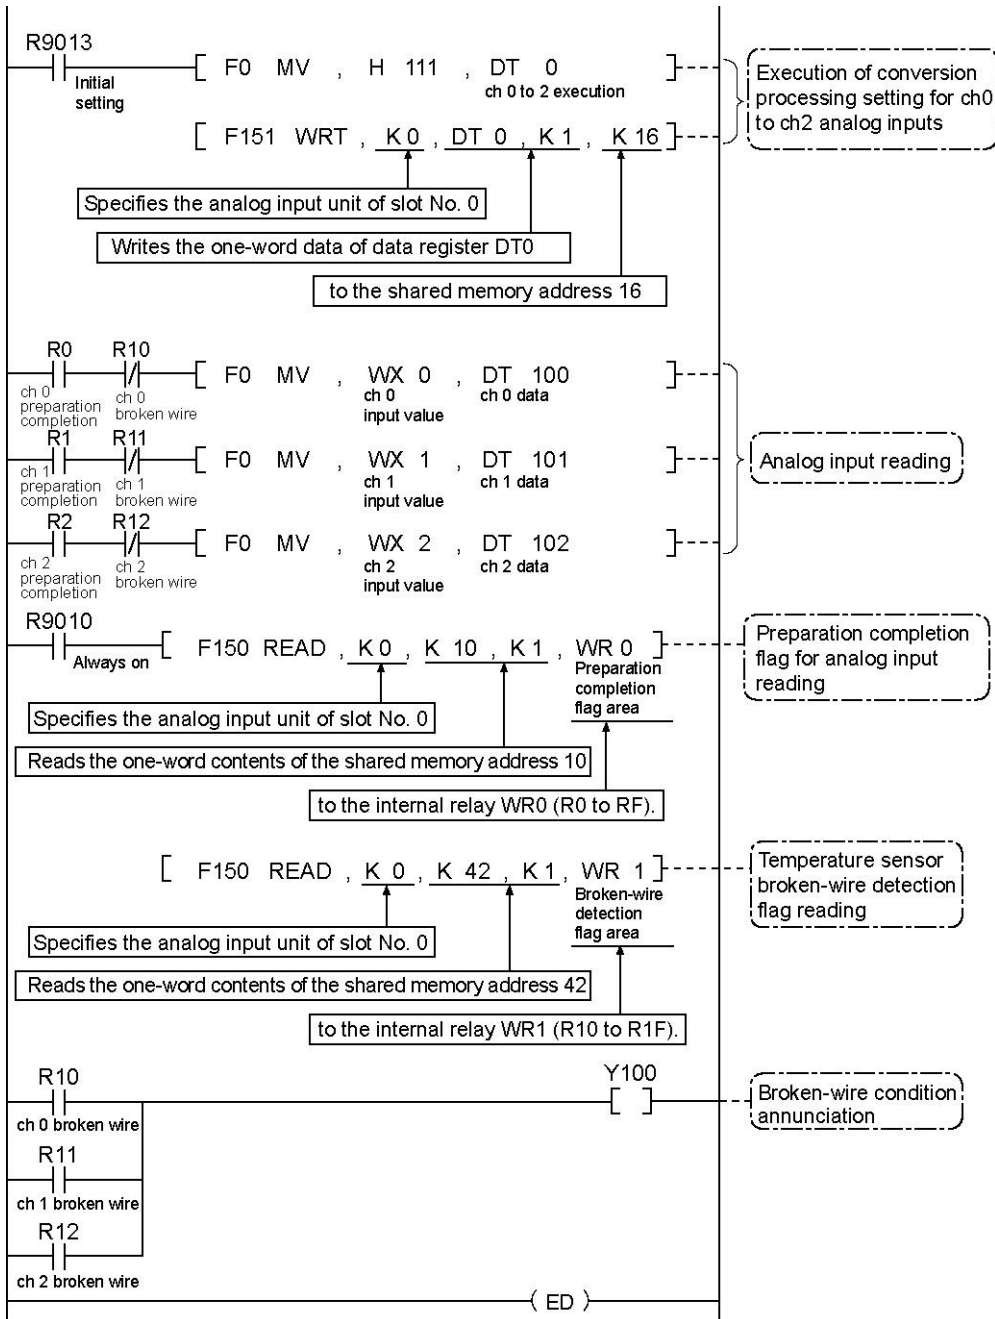 R9013
Initial
setting
[ F0 MV , H 111 , DT 0 ]
ch 0 to 2 execution
Execution of conversion
processing setting for ch0
to ch2 analog inputs
[ F151 WRT , K 0 , DT 0 , K 1 , K 16 ]
Specifies the analog input unit of slot No. 0
Writes the one-word data of data register DT0
to the shared memory address 16
R0 R10
[ F0 MV , WX 0 , DT 100 ]
ch 0
preparation
completion
ch 0
broken wire
ch 0
input value
ch 0 data
R1 R11
[ F0 MV , WX 1 , DT 101 ]
ch 1
preparation
completion
ch 1
broken wire
ch 1
input value
ch 1 data
Analog input reading
R2 R12
[ F0 MV , WX 2 , DT 102 ]
ch 2
preparation
completion
ch 2
broken wire
ch 2
input value
ch 2 data
R9010
Always on
[ F150 READ , K 0 , K 10 , K 1 , WR 0 ]
Preparation
completion
flag area
Preparation completion
flag for analog input
reading
Specifies the analog input unit of slot No. 0
Reads the one-word contents of the shared memory address 10
to the internal relay WR0 (R0 to RF).
[ F150 READ , K 0 , K 42 , K 1 , WR 1 ]
Broken-wire
detection
flag area
Temperature sensor
broken-wire detection
flag reading
Specifies the analog input unit of slot No. 0
Reads the one-word contents of the shared memory address 42
to the internal relay WR1 (R10 to R1F).
R10
ch 0 broken wire
Y100
[ ]
Broken-wire condition
annunciation
R11
ch 1 broken wire
R12
ch 2 broken wire
( ED )